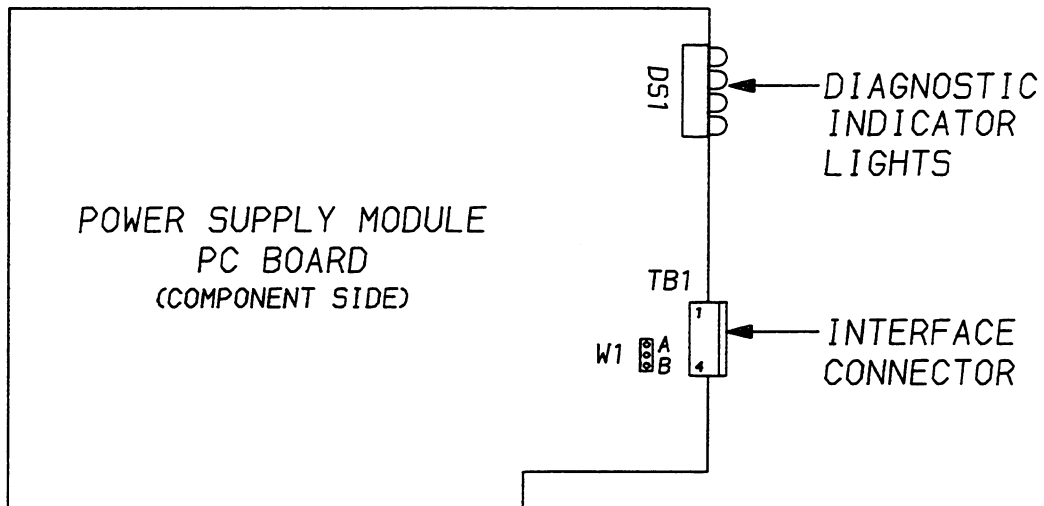 DS1
DIAGNOSTIC
INDICATOR
LIGHTS
POWER SUPPLY MODULE
PC BOARD
(COMPONENT SIDE)
TB1
1
4
W1
A
B
INTERFACE
CONNECTOR